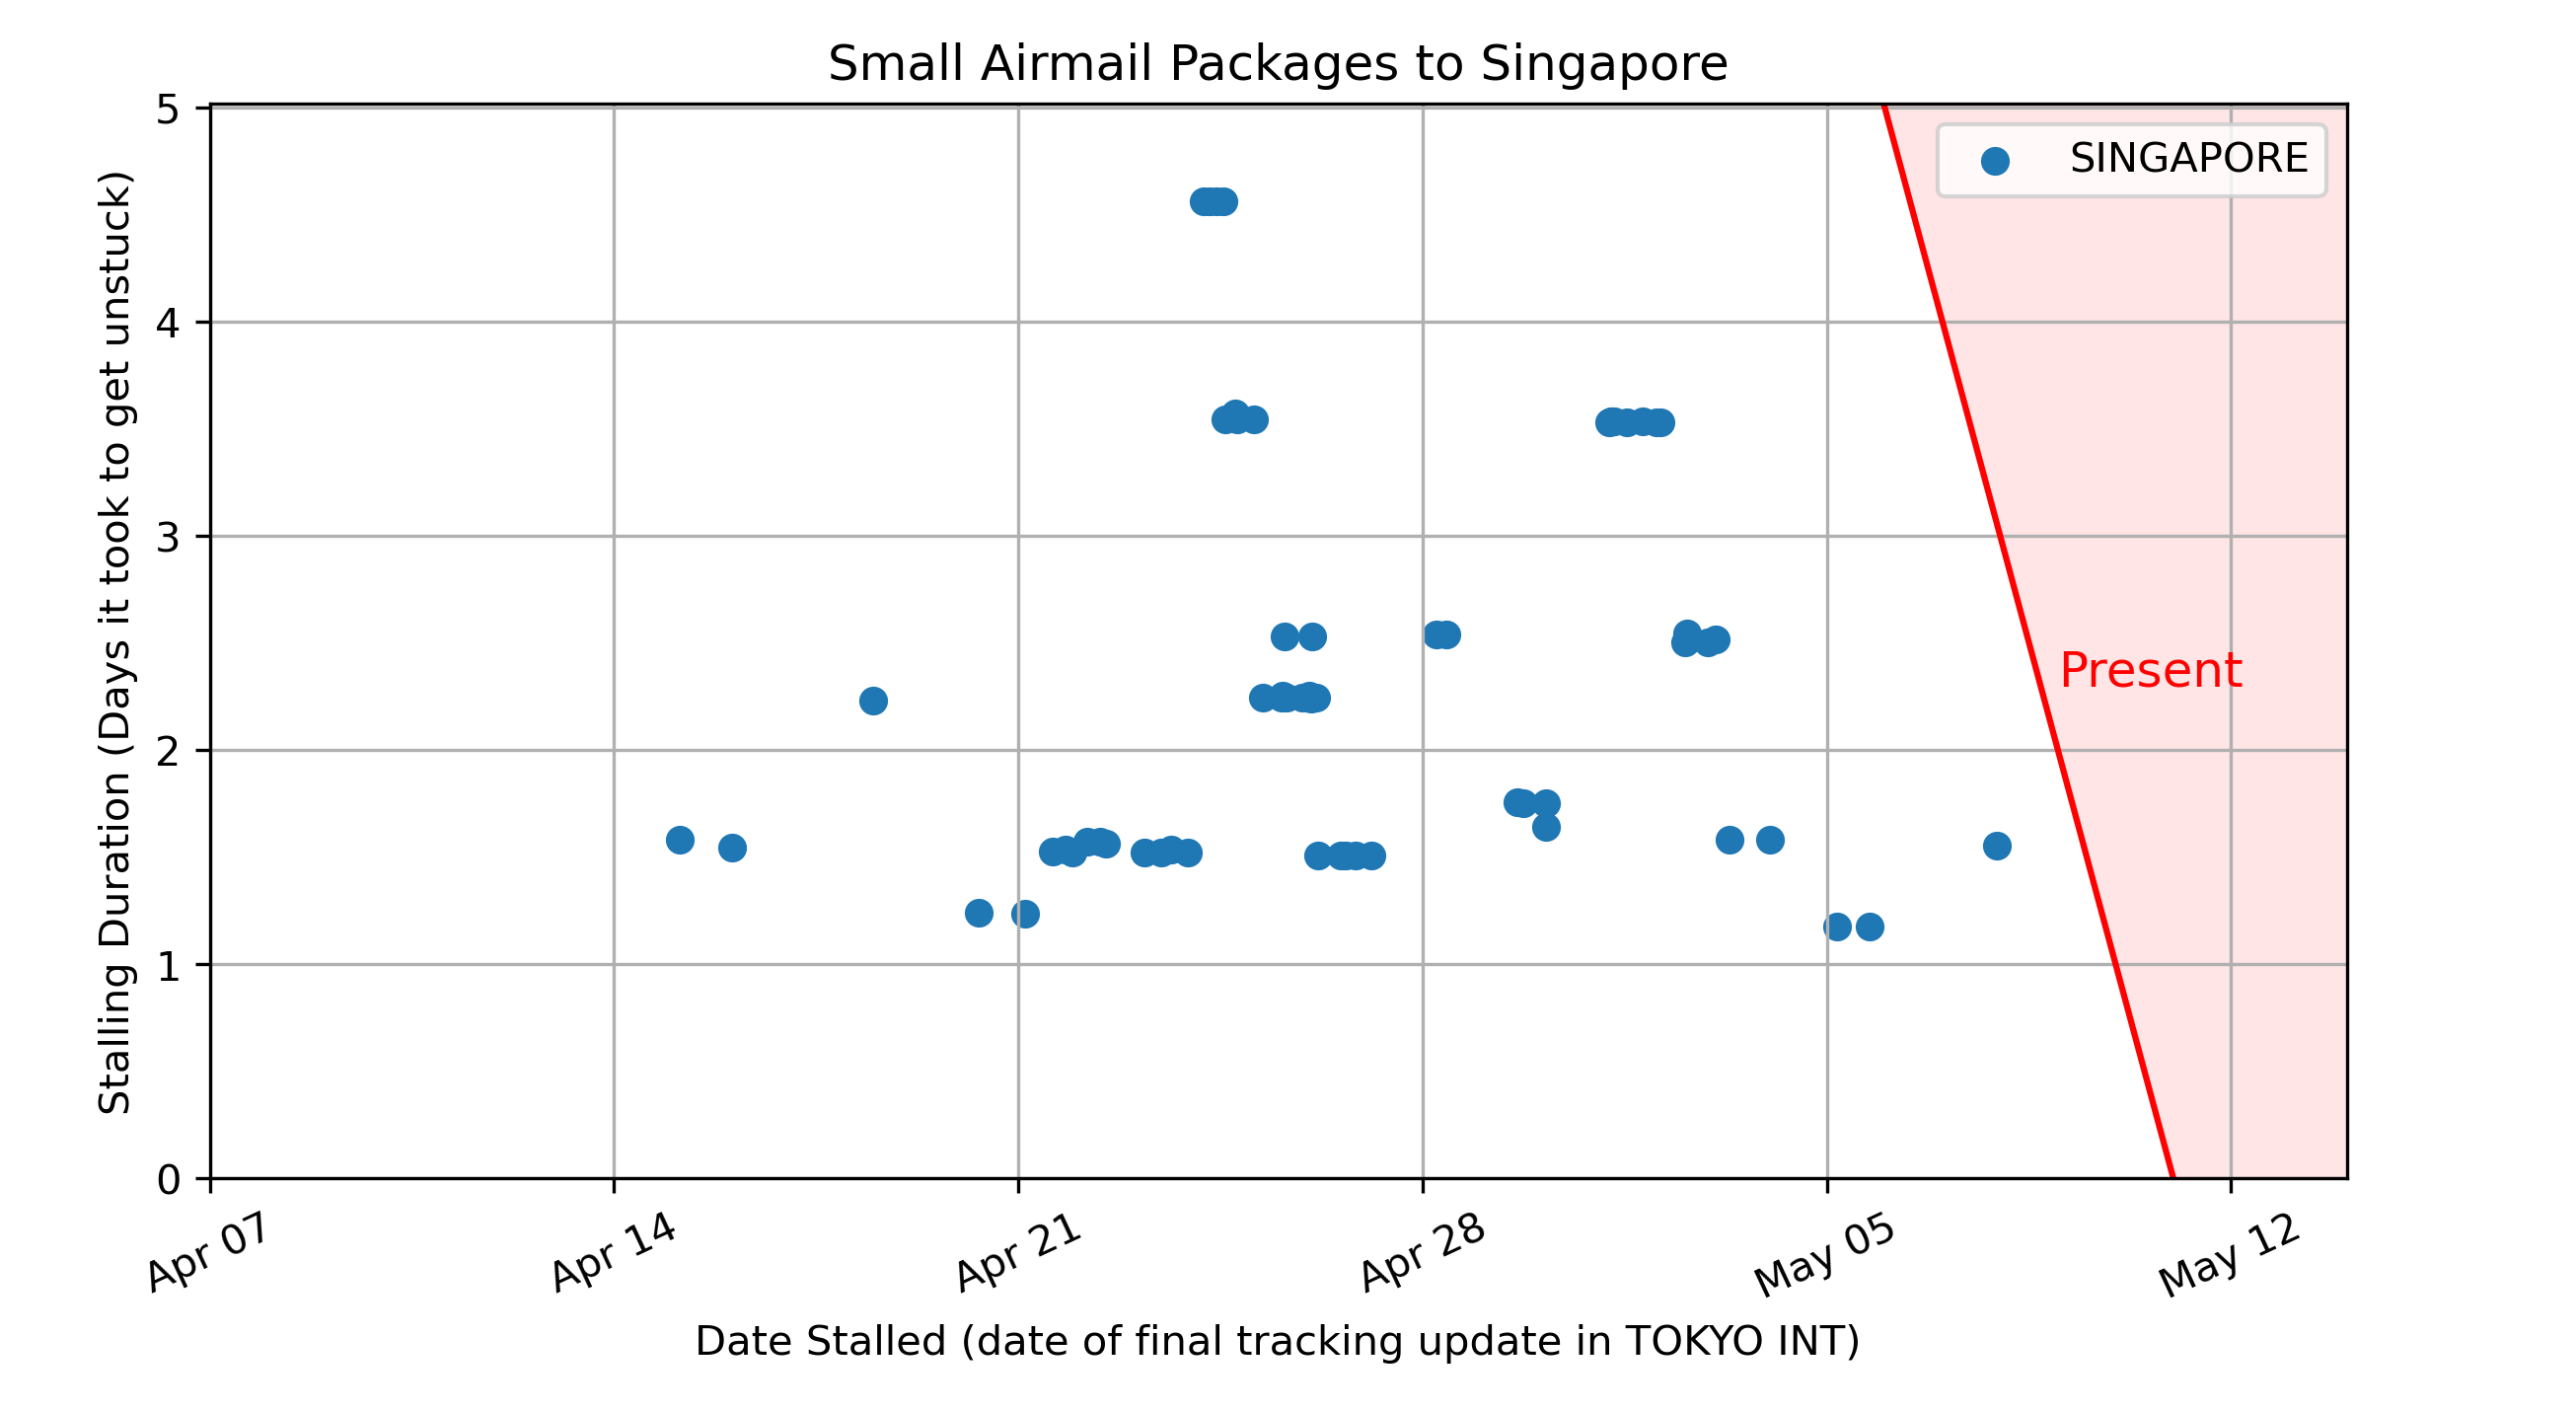 Small Airmail Packages to Singapore
Stalling Duration (Days it took to get unstuck)
5
4
3
2
1
0
SINGAPORE
Present
Apr 07
Apr 14
Apr 21
Apr 28
May 05
May 12
Date Stalled (date of final tracking update in TOKYO INT)